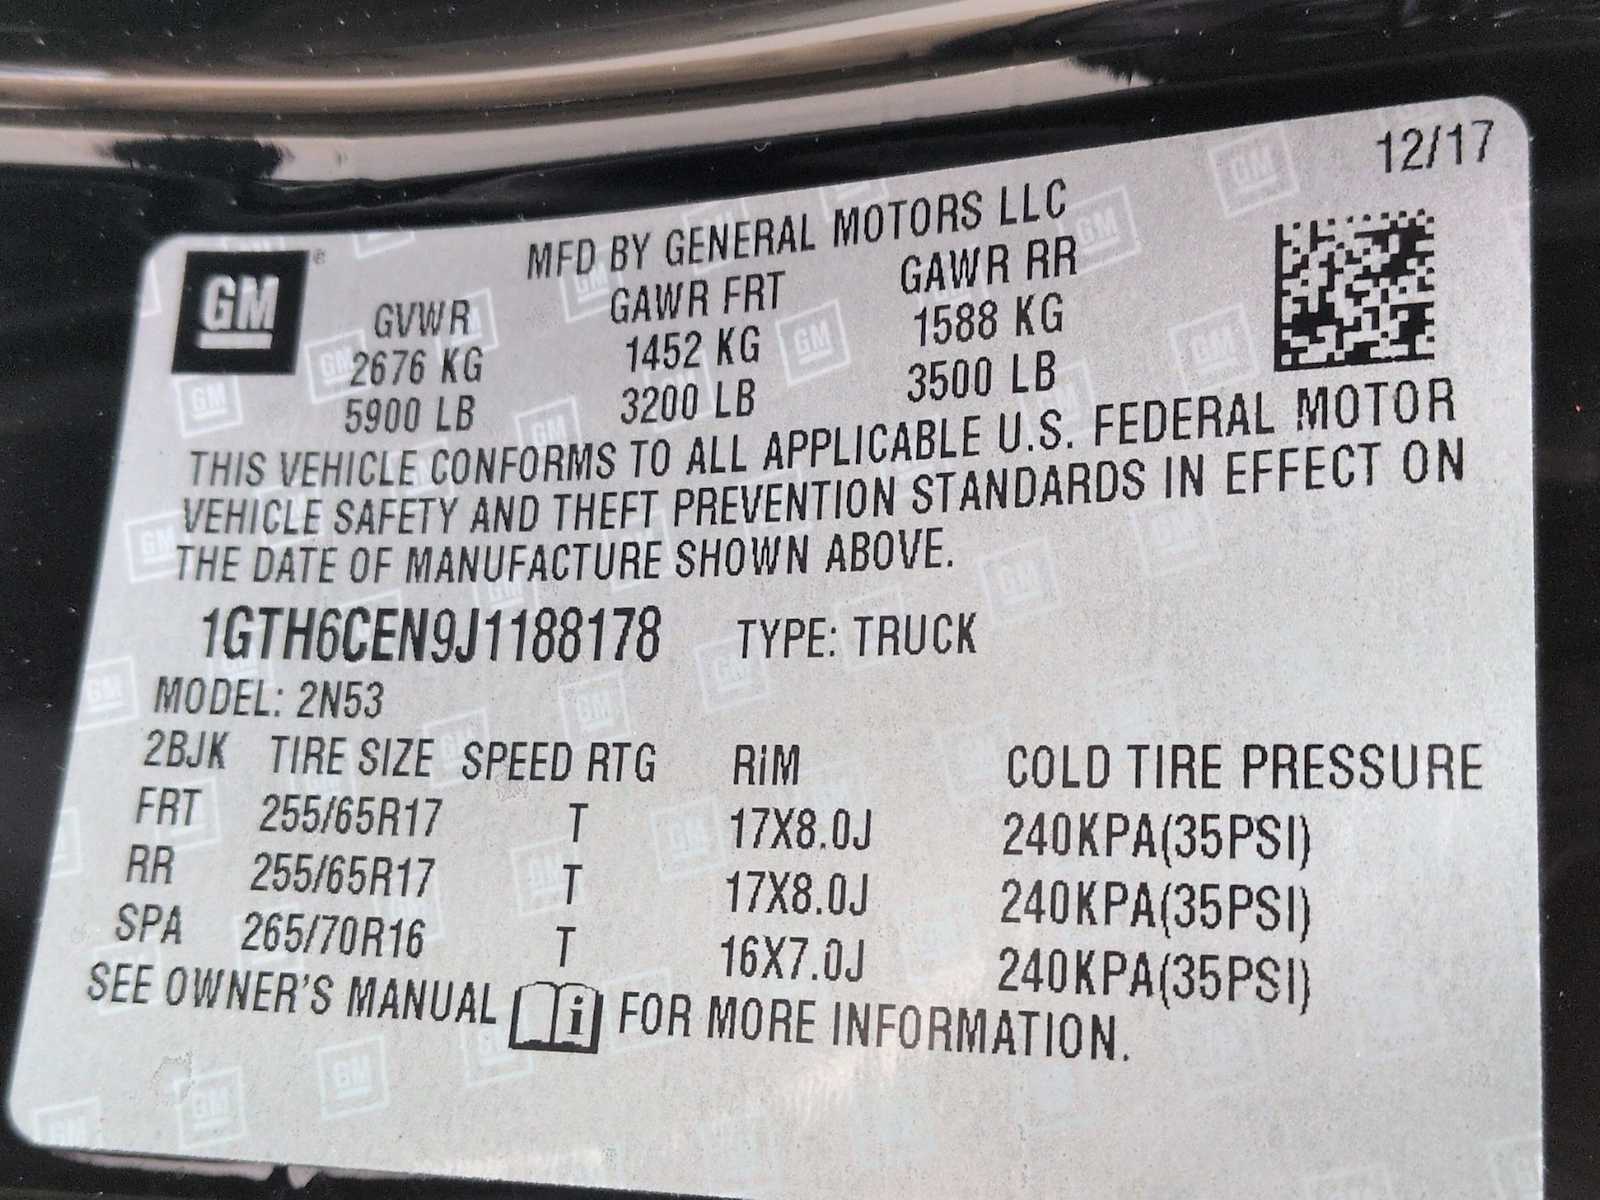 12/17
GM®
MFD BY GENERAL MOTORS LLC
GVWR GAWR FRT GAWR RR
2676 KG 1452 KG 1588 KG
5900 LB 3200 LB 3500 LB
THIS VEHICLE CONFORMS TO ALL APPLICABLE U.S. FEDERAL MOTOR
VEHICLE SAFETY AND THEFT PREVENTION STANDARDS IN EFFECT ON
THE DATE OF MANUFACTURE SHOWN ABOVE.
1GTH6CEN9J1188178 TYPE: TRUCK
MODEL: 2N53
2BJK TIRE SIZE SPEED RTG RiM COLD TIRE PRESSURE
FRT 255/65R17 T 17X8.0J 240KPA(35PSI)
RR 255/65R17 T 17X8.0J 240KPA(35PSI)
SPA 265/70R16 T 16X7.0J 240KPA(35PSI)
SEE OWNER'S MANUAL i FOR MORE INFORMATION.